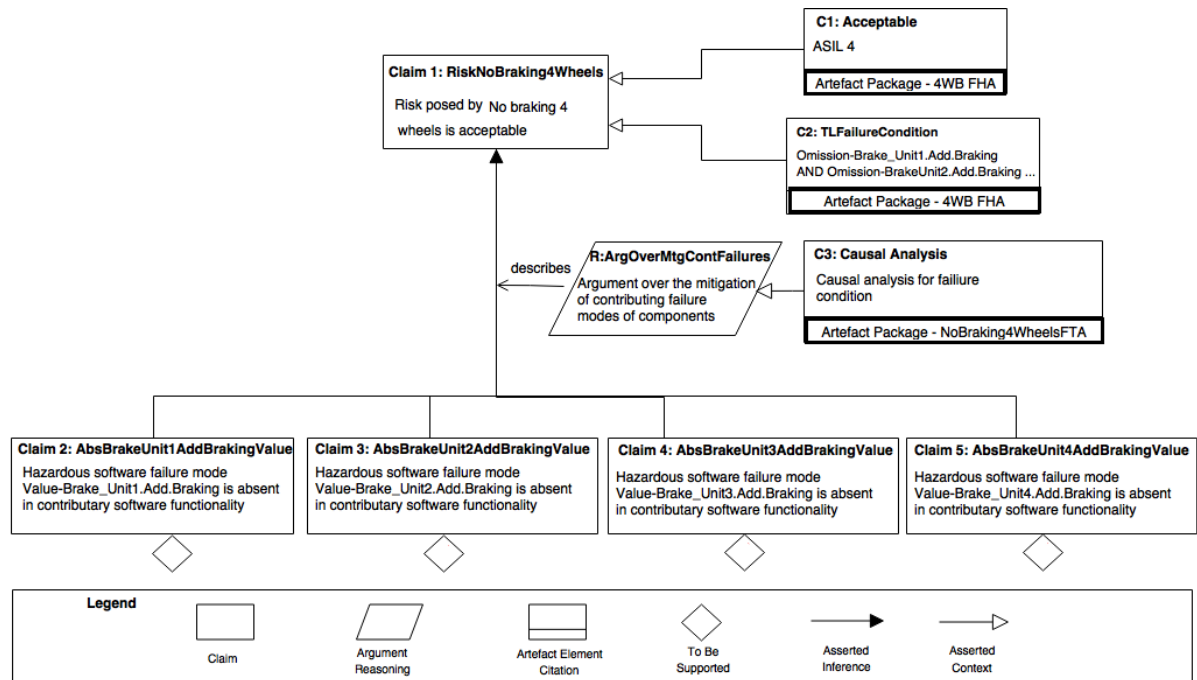 C1: Acceptable
ASIL 4
Artefact Package - 4WB FHA
Claim 1: RiskNoBraking4Wheels
Risk posed by No braking 4
wheels is acceptable
C2: TLFailureCondition
Omission-Brake_Unit1.Add.Braking
AND Omission-BrakeUnit2.Add.Braking ...
Artefact Package - 4WB FHA
R:ArgOverMtgContFailures
describes
Argument over the mitigation
of contributing failure
modes of components
C3: Causal Analysis
Causal analysis for failiure
condition
Artefact Package - NoBraking4WheelsFTA
Claim 2: AbsBrakeUnit1AddBrakingValue
Hazardous software failure mode
Value-Brake_Unit1.Add.Braking is absent
in contributary software functionality
Claim 3: AbsBrakeUnit2AddBrakingValue
Hazardous software failure mode
Value-Brake_Unit2.Add.Braking is absent
in contributary software functionality
Claim 4: AbsBrakeUnit3AddBrakingValue
Hazardous software failure mode
Value-Brake_Unit3.Add.Braking is absent
in contributary software functionality
Claim 5: AbsBrakeUnit4AddBrakingValue
Hazardous software failure mode
Value-Brake_Unit4.Add.Braking is absent
in contributary software functionality
Legend
Claim
Argument
Reasoning
Artefact Element
Citation
To Be
Supported
Asserted
Inference
Asserted
Context